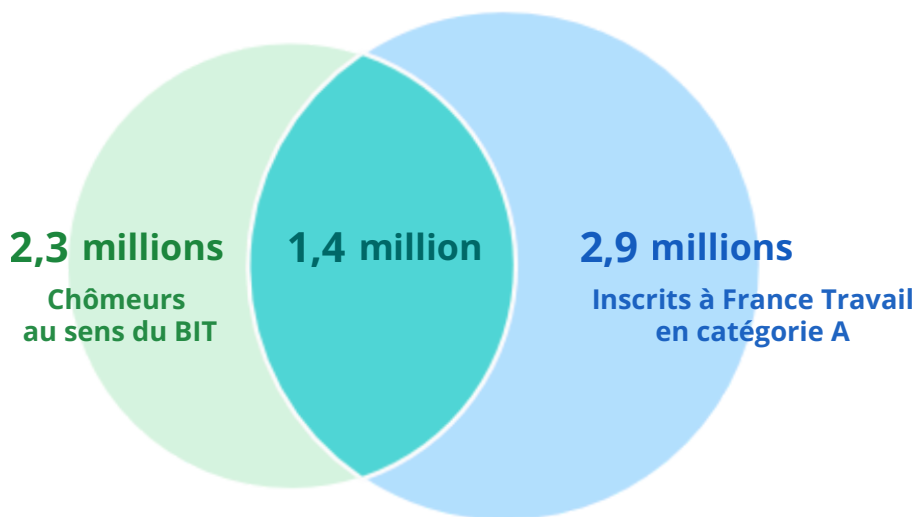 2,3 millions
Chômeurs
au sens du BIT
1,4 million
2,9 millions
Inscrits à France Travail
en catégorie A